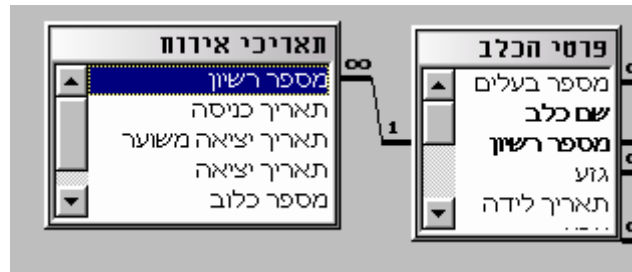 פרטי הכלב
מספר בעלים
שם כלב
מספר רשיון
גזע
תאריך לידה
תאריכי אירוח
מספר רשיון
תאריך כניסה
תאריך יציאה משוער
תאריך יציאה
מספר כלוב
∞
1